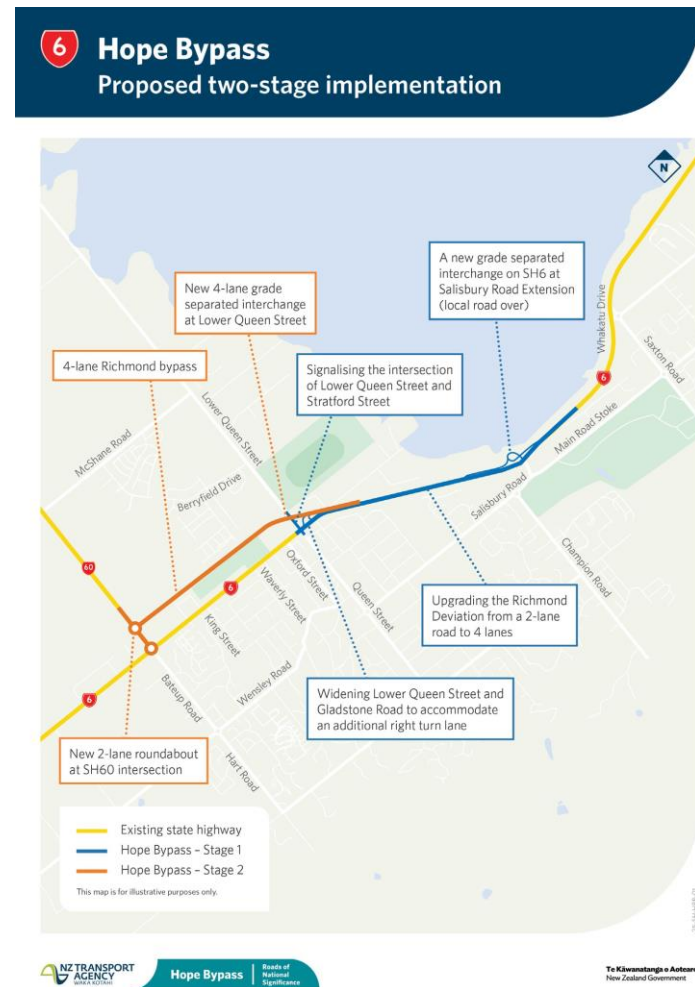 6
Hope Bypass
Proposed two-stage implementation
N
A new grade separated
interchange on SH6 at
Salisbury Road Extension
(local road over)
New 4-lane grade
separated interchange
at Lower Queen Street
4-lane Richmond bypass
Signalising the intersection
of Lower Queen Street and
Stratford Street
Whakatu Drive
Saxton Road
6
Main Road Stoke
Lower Queen Street
McShane Road
Berryfield Drive
Salisbury Road
Champion Road
60
6
Oxford Street
Waverly Street
Queen Street
King Street
Wensley Road
Upgrading the Richmond
Deviation from a 2-lane
road to 4 lanes
Widening Lower Queen Street and
Gladstone Road to accommodate
an additional right turn lane
6
Bateup Road
Hart Road
New 2-lane roundabout
at SH60 intersection
Existing state highway
Hope Bypass – Stage 1
Hope Bypass – Stage 2
This map is for illustrative purposes only.
NZ TRANSPORT
AGENCY
WAKA KOTAHI
Hope Bypass
Roads of
National
Significance
Te Kāwanatanga o Aotearo
New Zealand Government